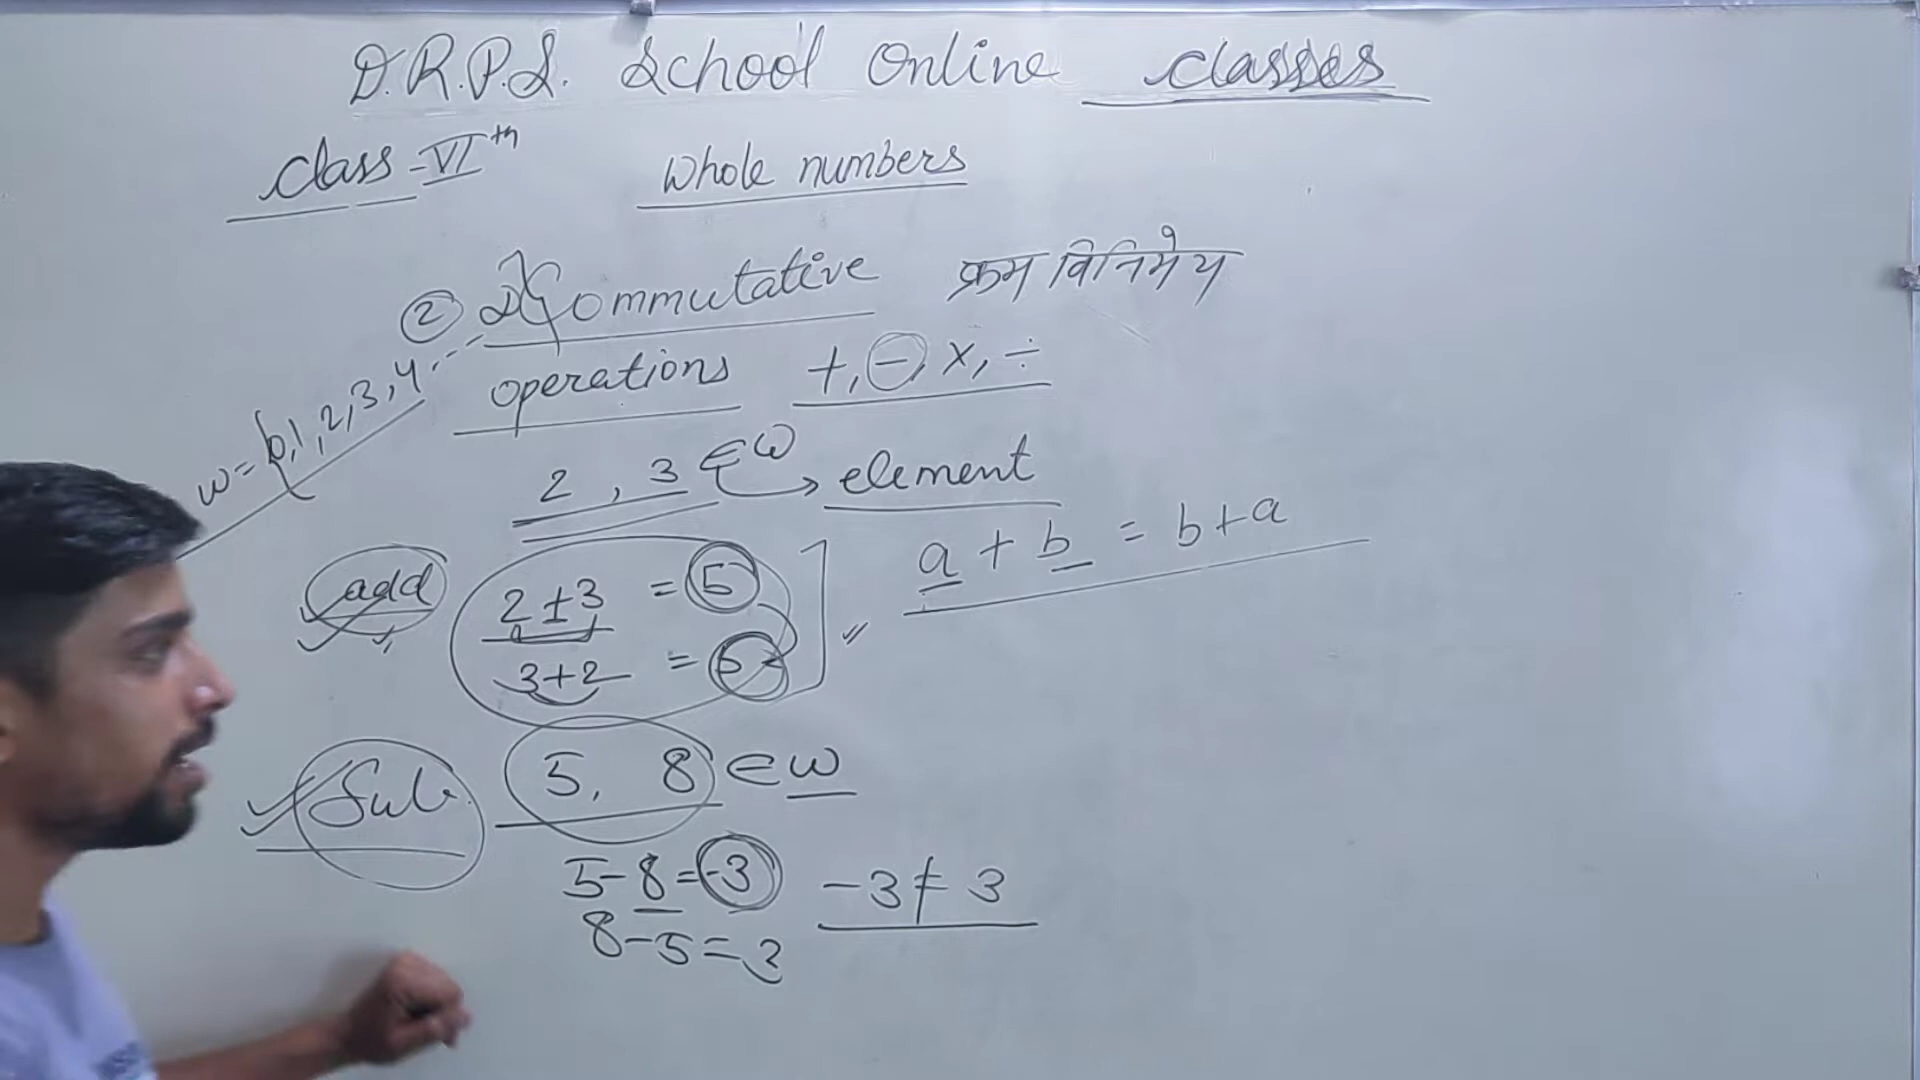 D.R.P.S. School Online classes
class-VIth Whole numbers
② Commutative क्रम विनिमेय
operations +, -, ×, ÷
w = 0,1,2,3,4---
2, 3 ∈ W → element
a + b = b+a
add 2+3 = 5
3+2 = 5
Sub. 5, 8 ∈ W
5-8=-3 -3 ≠ 3
8-5=3